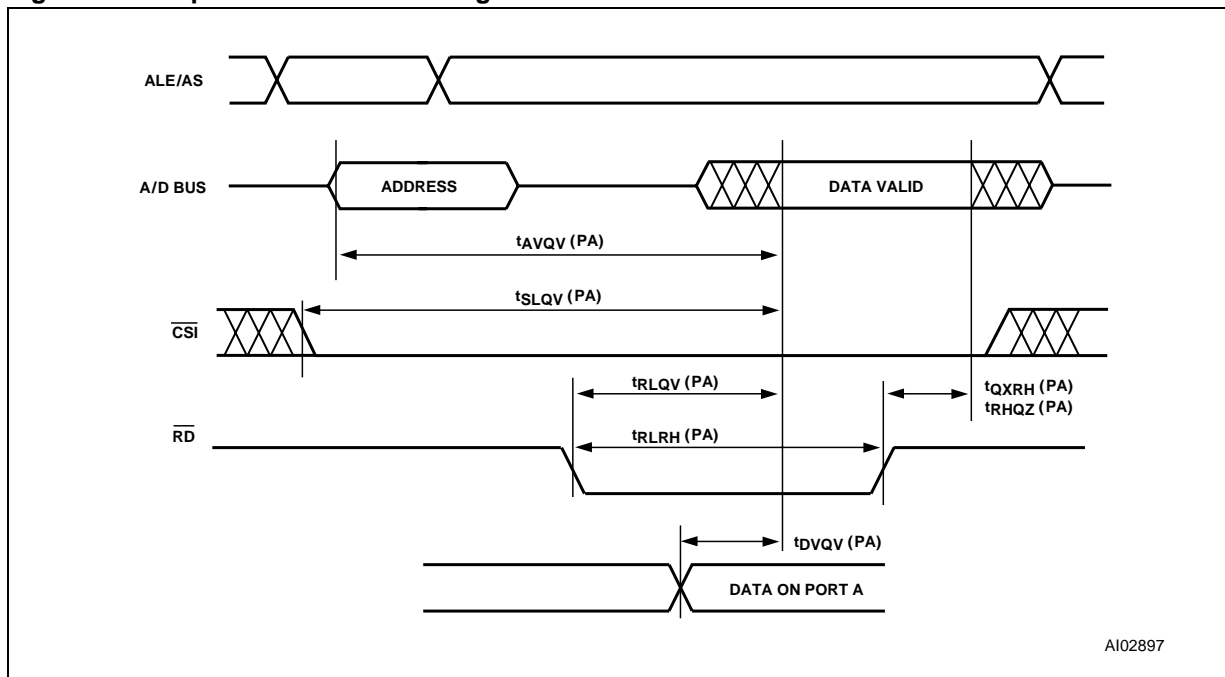 ALE/AS
A/D BUS
ADDRESS
DATA VALID
tAVQV (PA)
tSLQV (PA)
CSI
tRLQV (PA)
tQXRH (PA)
tRHQZ (PA)
RD
tRLRH (PA)
tDVQV (PA)
DATA ON PORT A
AI02897